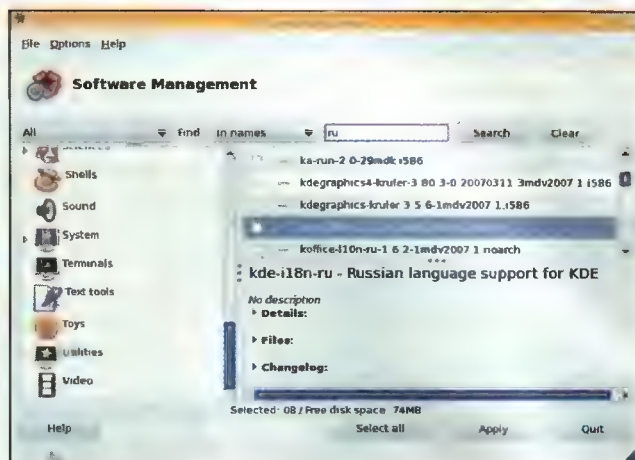 File Options Help
Software Management
All find in names ru Search Clear
Sciences
Shells
Sound
System
Terminals
Text tools
Toys
Utilities
Video
ka-run-2 0-29mdk i586
kdegraphics4-kruler-3 80 3-0 20070311 3mdv2007 1 i586
kdegraphics-kruler 3 5 6-1mdv2007 1.i586
koffice-l10n-ru-1 6 2-1mdv2007 1 noarch
kde-i18n-ru - Russian language support for KDE
No description
Details:
Files:
Changelog:
Selected: 08 / Free disk space 74MB
Help Select all Apply Quit